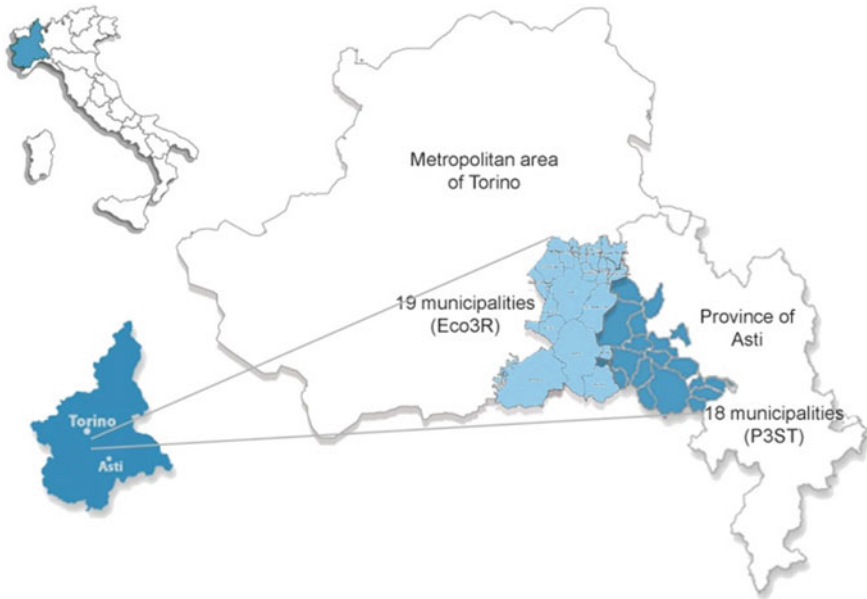 Metropolitan area
of Torino
19 municipalities
(Eco3R)
Province of
Asti
18 municipalities
(P3ST)
Torino
Asti